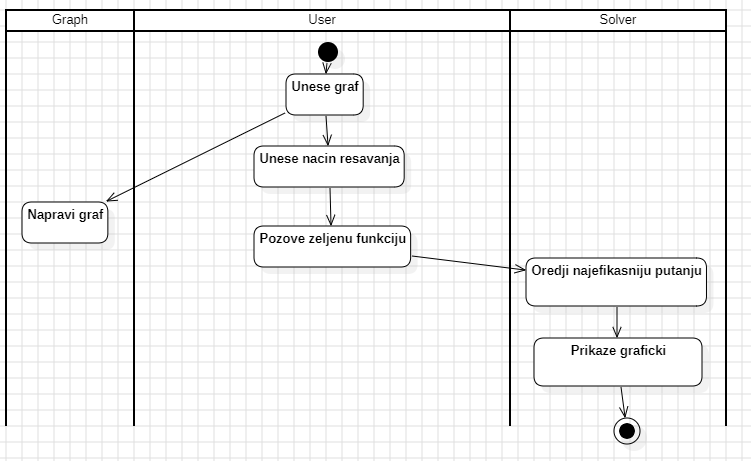 Graph
User
Solver
Unese graf
Unese nacin resavanja
Napravi graf
Pozove zeljenu funkciju
Oredji najefikasniju putanju
Prikaze graficki